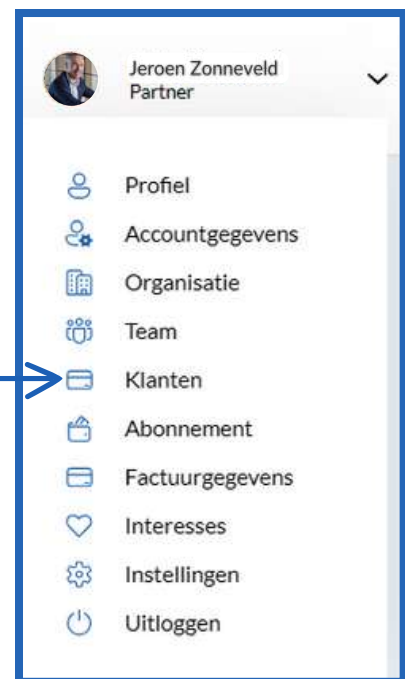 Jeroen Zonneveld
Partner
Profiel
Accountgegevens
Organisatie
Team
Klanten
Abonnement
Factuurgegevens
Interesses
Instellingen
Uitloggen